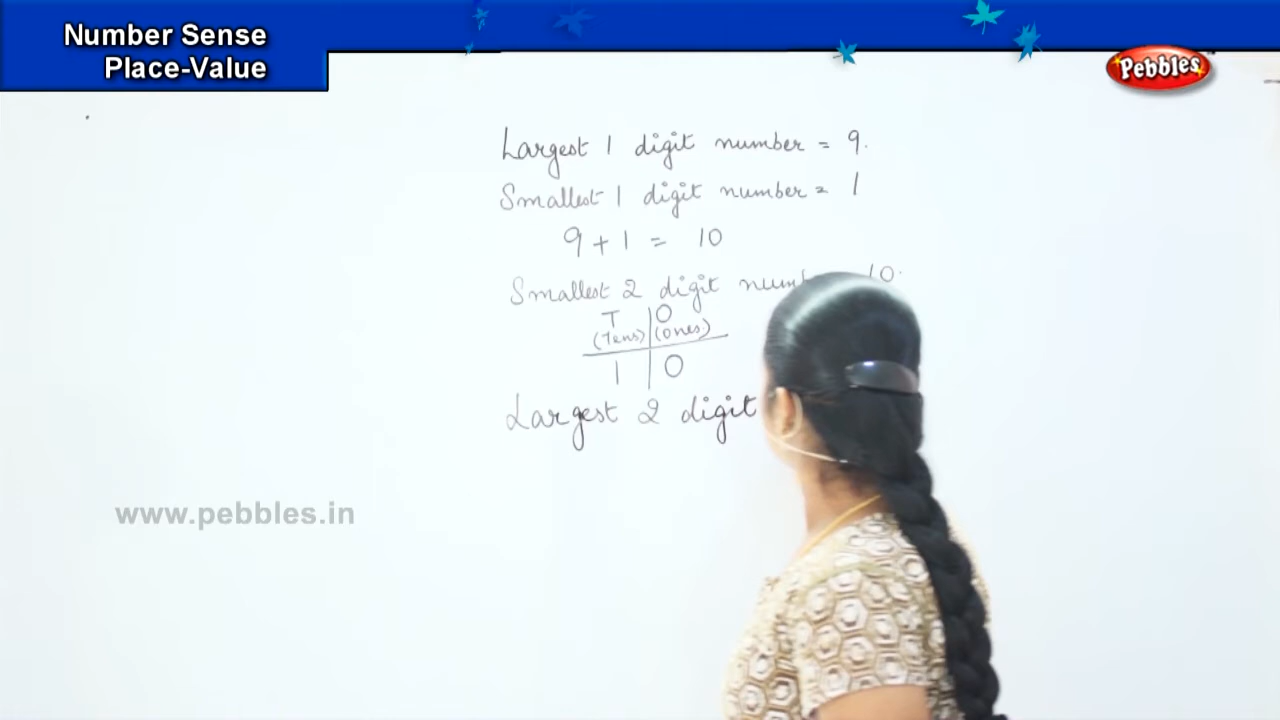 Number Sense
Place-Value
Pebbles
Largest 1 digit number = 9.
Smallest 1 digit number = 1
9 + 1 = 10
Smallest 2 digit 10.
T O
(Tens) (Ones)
1 0
Largest 2 digit
www.pebbles.in